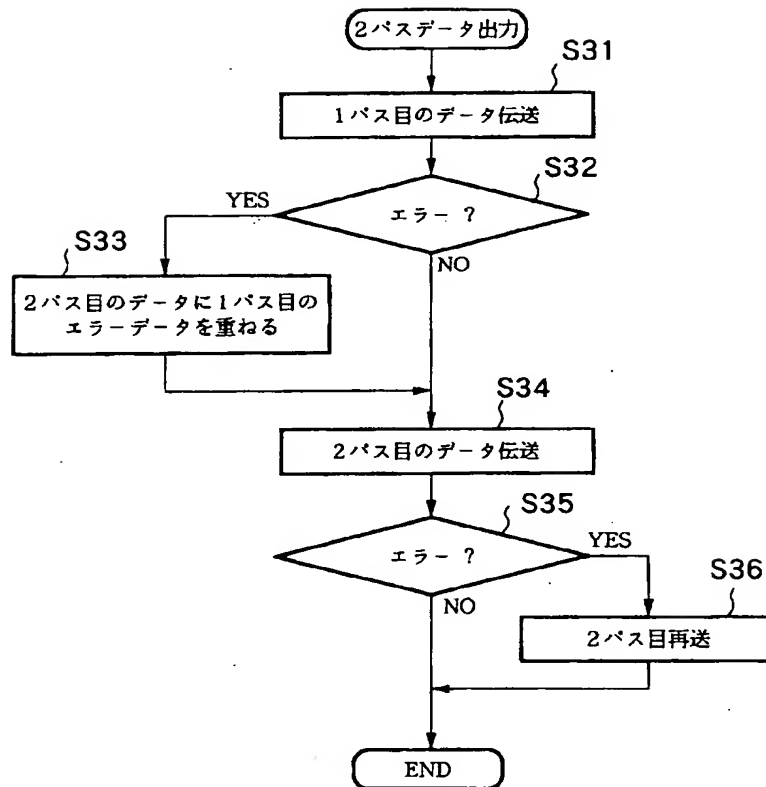 2パスデータ出力
S31
1パス目のデータ伝送
S32
エラー ?
YES
NO
S33
2パス目のデータに1パス目の
エラーデータを重ねる
S34
2パス目のデータ伝送
S35
エラー ?
YES
NO
S36
2パス目再送
END